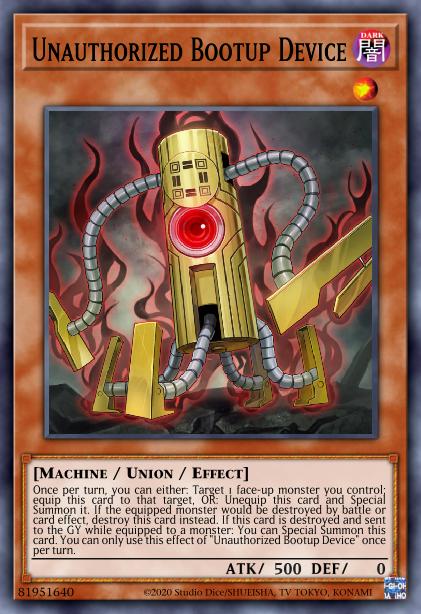 UNAUTHORIZED BOOTUP DEVICE
DARK
闇
[MACHINE / UNION / EFFECT]
Once per turn, you can either: Target 1 face-up monster you control;
equip this card to that target, OR: Unequip this card and Special
Summon it. If the equipped monster would be destroyed by battle or
card effect, destroy this card instead. If this card is destroyed and sent
to the GY while equipped to a monster: You can Special Summon this
card. You can only use this effect of "Unauthorized Bootup Device" once
per turn.
ATK/ 500 DEF/ 0
81951640
©2020 Studio Dice/SHUEISHA, TV TOKYO, KONAMI